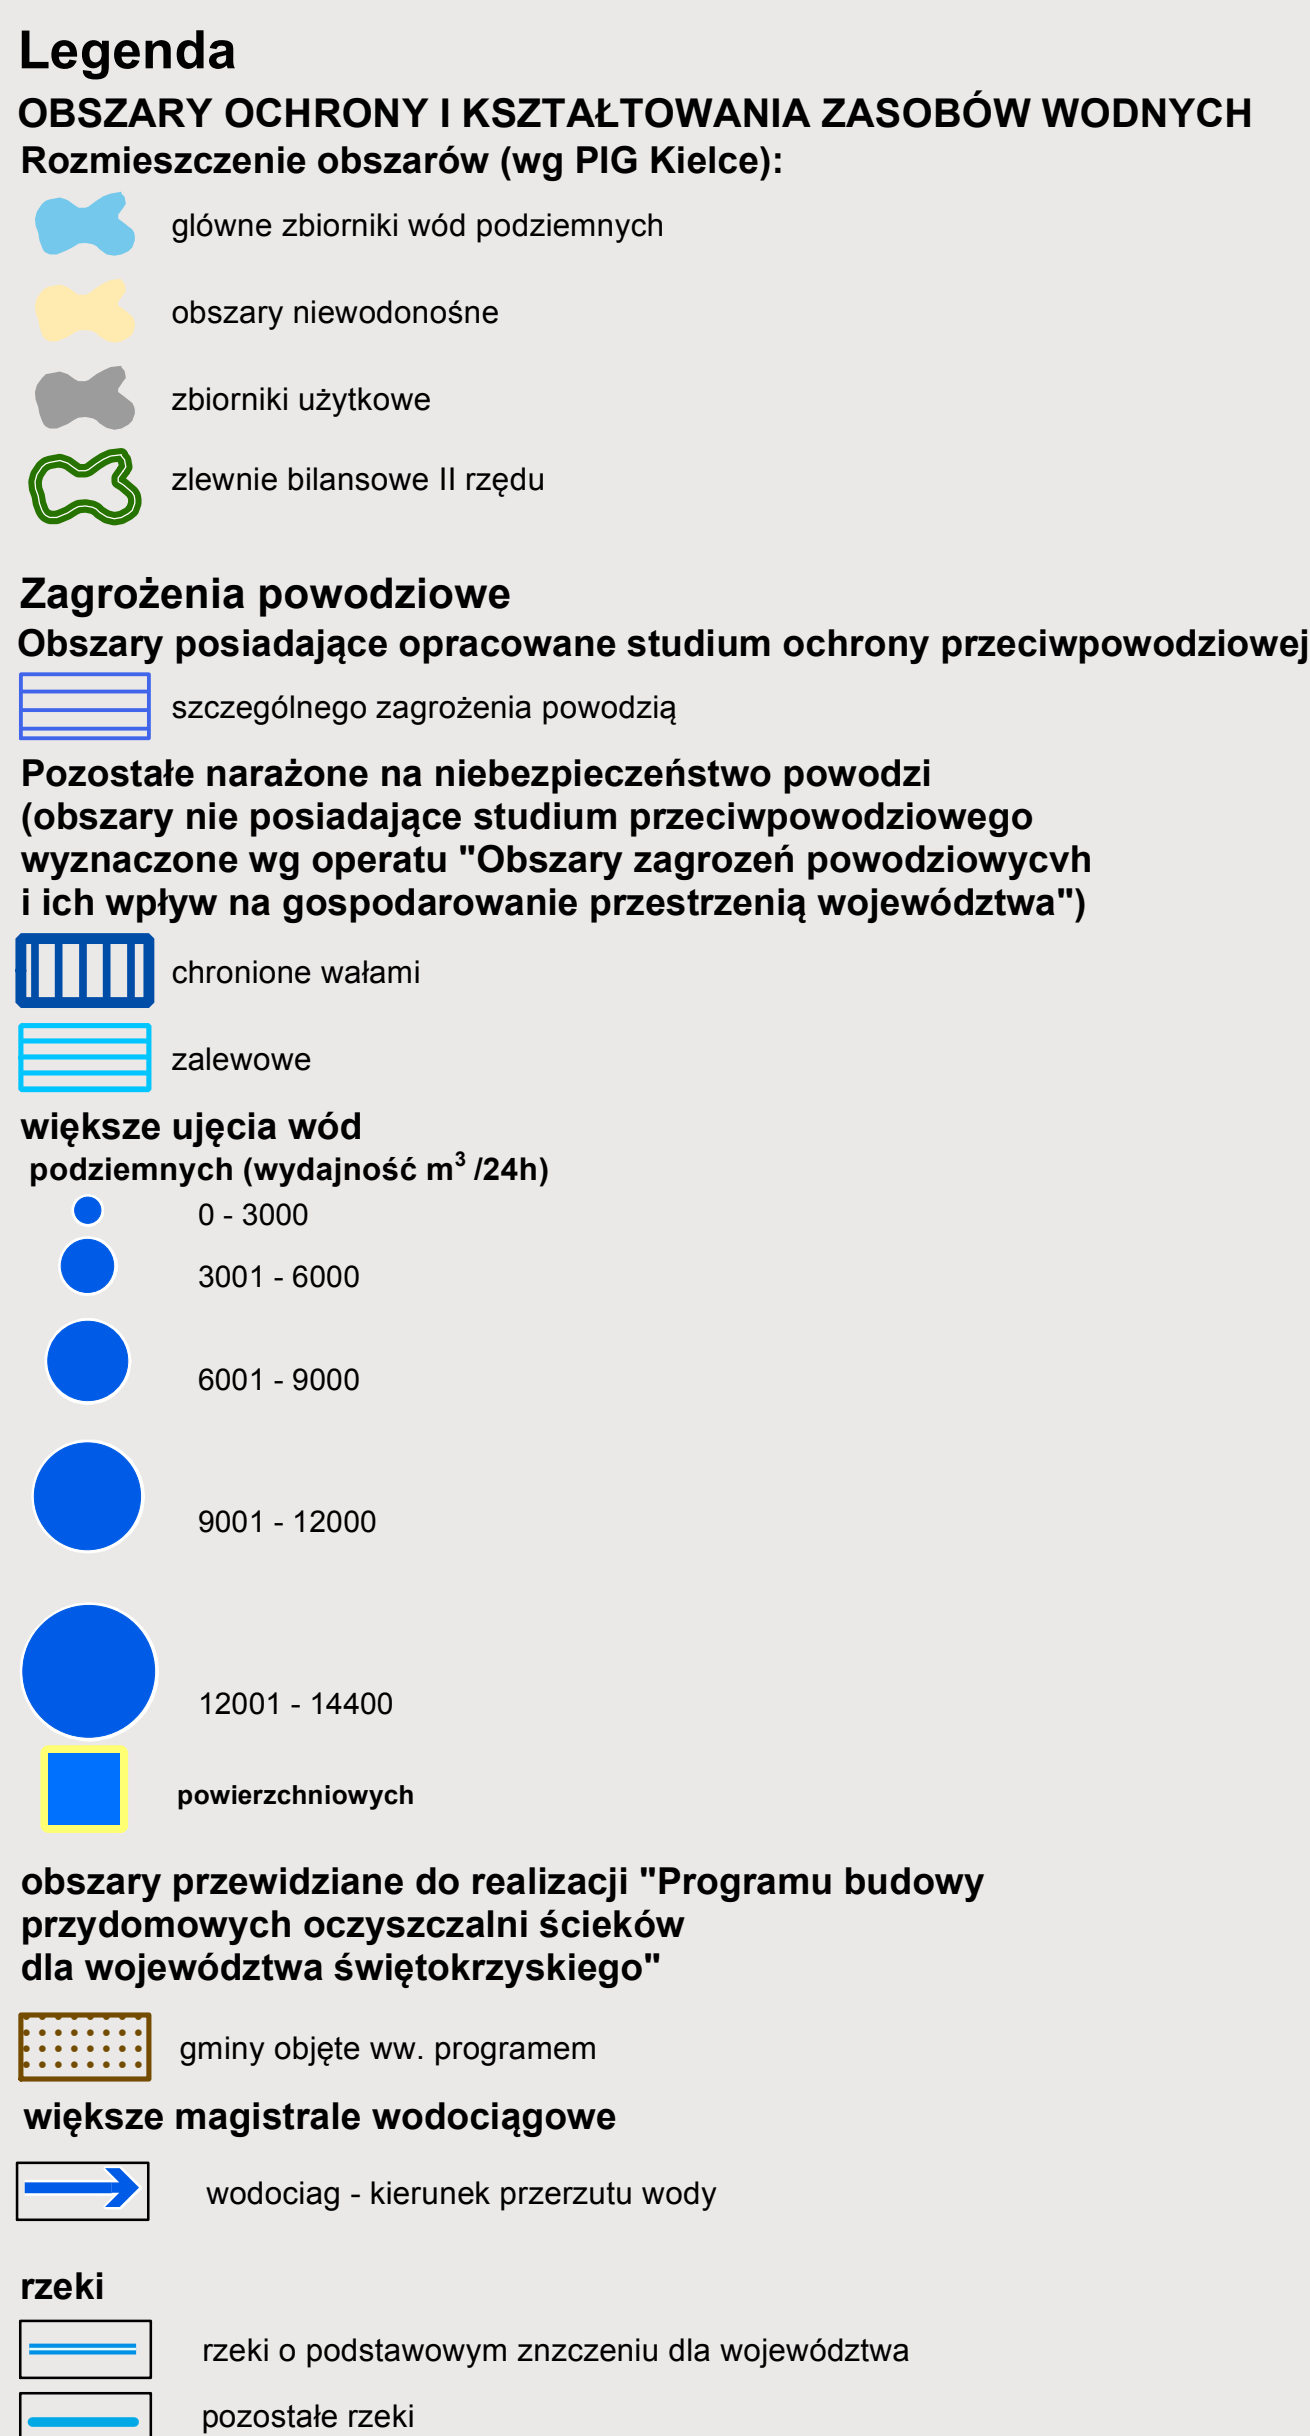 Legenda
OBSZARY OCHRONY I KSZTAŁTOWANIA ZASOBÓW WODNYCH
Rozmieszczenie obszarów (wg PIG Kielce):
glówne zbiorniki wód podziemnych
obszary niewodonośne
zbiorniki użytkowe
zlewnie bilansowe II rzędu
Zagrożenia powodziowe
Obszary posiadające opracowane studium ochrony przeciwpowodziowej
szczególnego zagrożenia powodzią
Pozostałe narażone na niebezpieczeństwo powodzi
(obszary nie posiadające studium przeciwpowodziowego
wyznaczone wg operatu "Obszary zagrozeń powodziowycvh
i ich wpływ na gospodarowanie przestrzenią województwa")
chronione wałami
zalewowe
większe ujęcia wód
podziemnych (wydajność m³ /24h)
0 - 3000
3001 - 6000
6001 - 9000
9001 - 12000
12001 - 14400
powierzchniowych
obszary przewidziane do realizacji "Programu budowy
przydomowych oczyszczalni ścieków
dla województwa świętokrzyskiego"
gminy objęte ww. programem
większe magistrale wodociągowe
wodociag - kierunek przerzutu wody
rzeki
rzeki o podstawowym znzczeniu dla województwa
pozostałe rzeki